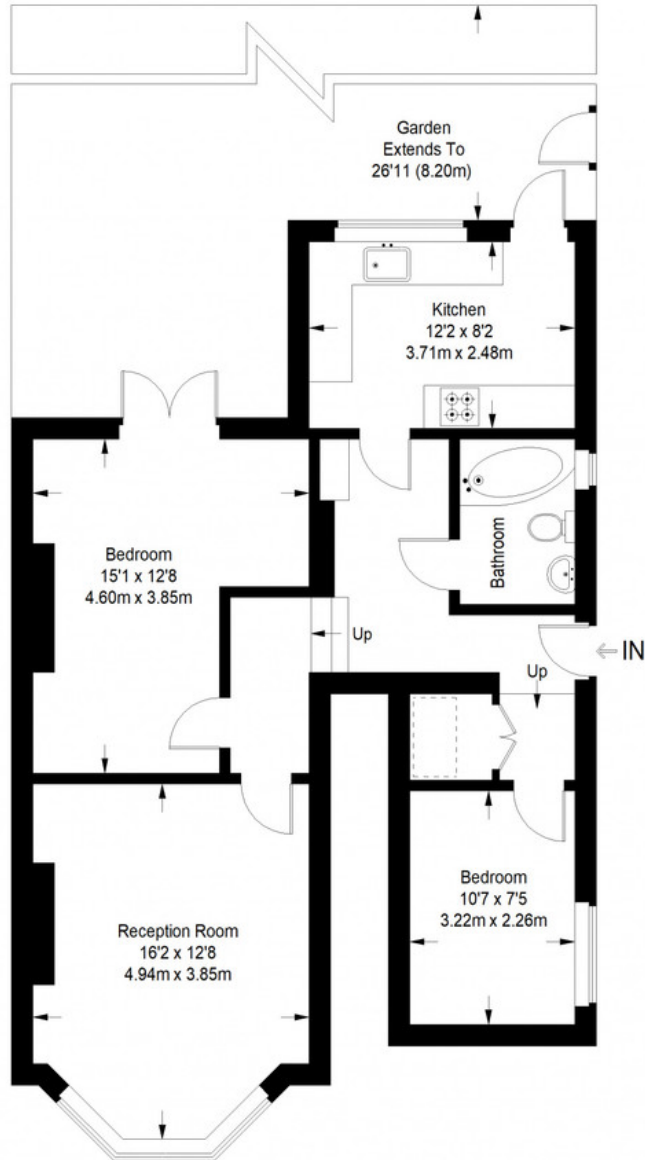 Garden
Extends To
26'11 (8.20m)
Kitchen
12'2 x 8'2
3.71m x 2.48m
Bedroom
15'1 x 12'8
4.60m x 3.85m
Bathroom
Up
IN
Up
Bedroom
10'7 x 7'5
3.22m x 2.26m
Reception Room
16'2 x 12'8
4.94m x 3.85m